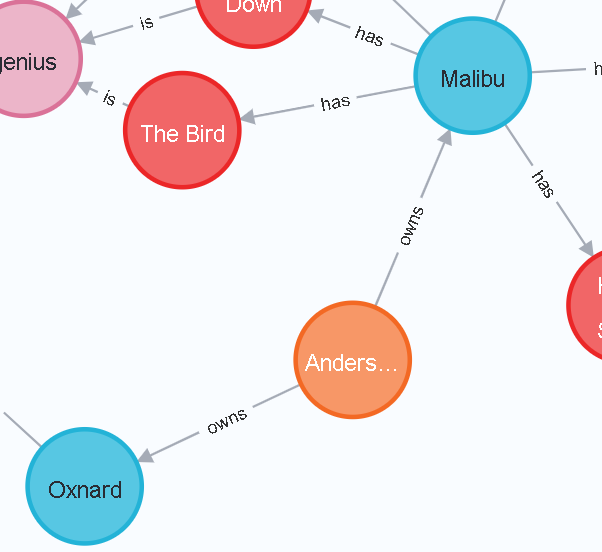 Down
is
has
genius
Malibu
is
has
The Bird
has
owns
Anders...
owns
Oxnard